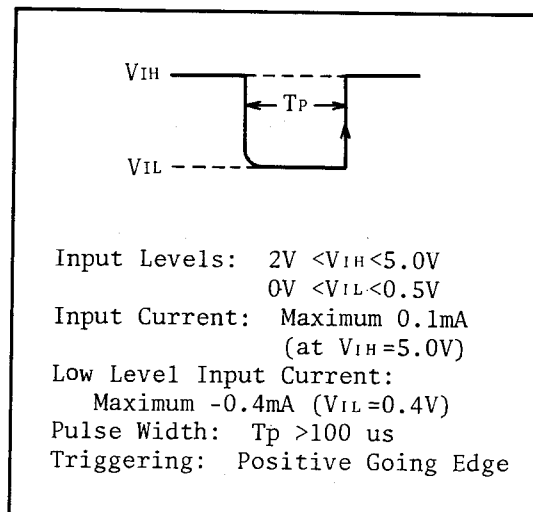 VIH
TP
VIL
Input Levels: 2V <VIH<5.0V
0V <VIL<0.5V
Input Current: Maximum 0.1mA
(at VIH=5.0V)
Low Level Input Current:
Maximum -0.4mA (VIL=0.4V)
Pulse Width: Tp >100 us
Triggering: Positive Going Edge